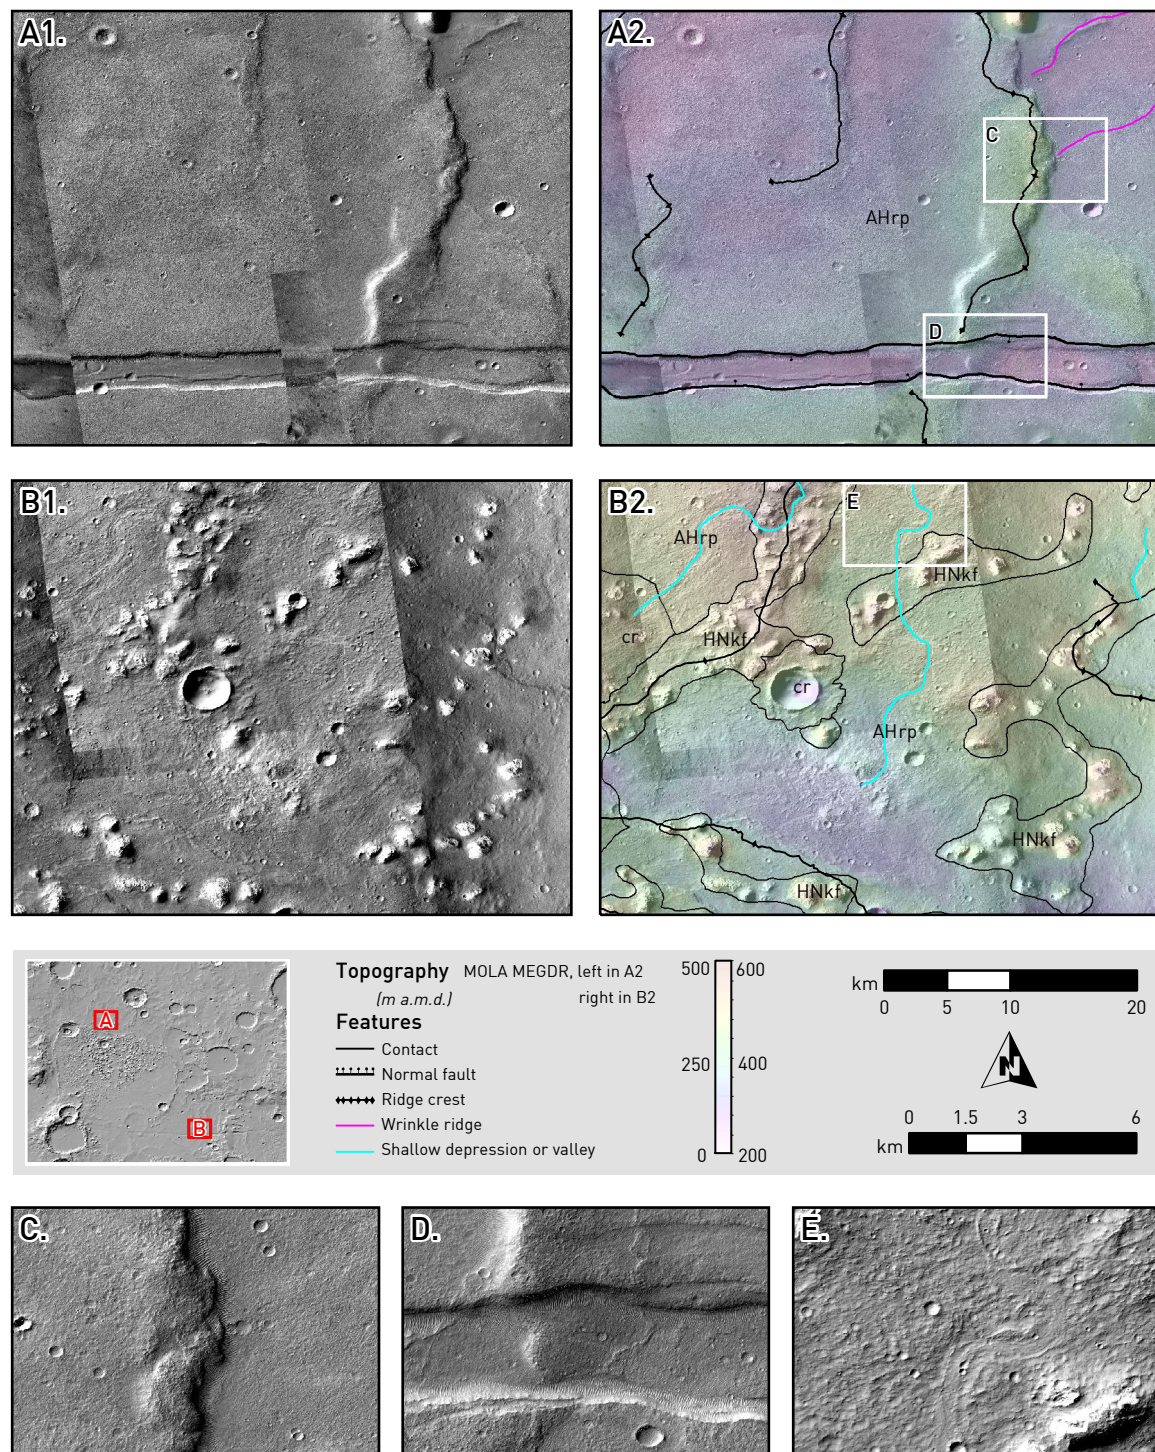 A1.
A2.
C
AHrp
D
B1.
B2.
E
AHrp
HNkf
cr
HNkf
cr
AHrp
HNkf
HNkf
A
B
Topography MOLA MEGDR, left in A2
(m a.m.d.) right in B2
Features
Contact
Normal fault
Ridge crest
Wrinkle ridge
Shallow depression or valley
500 600
250 400
0 200
km
0 5 10 20
N
0 1.5 3 6
km
C.
D.
E.